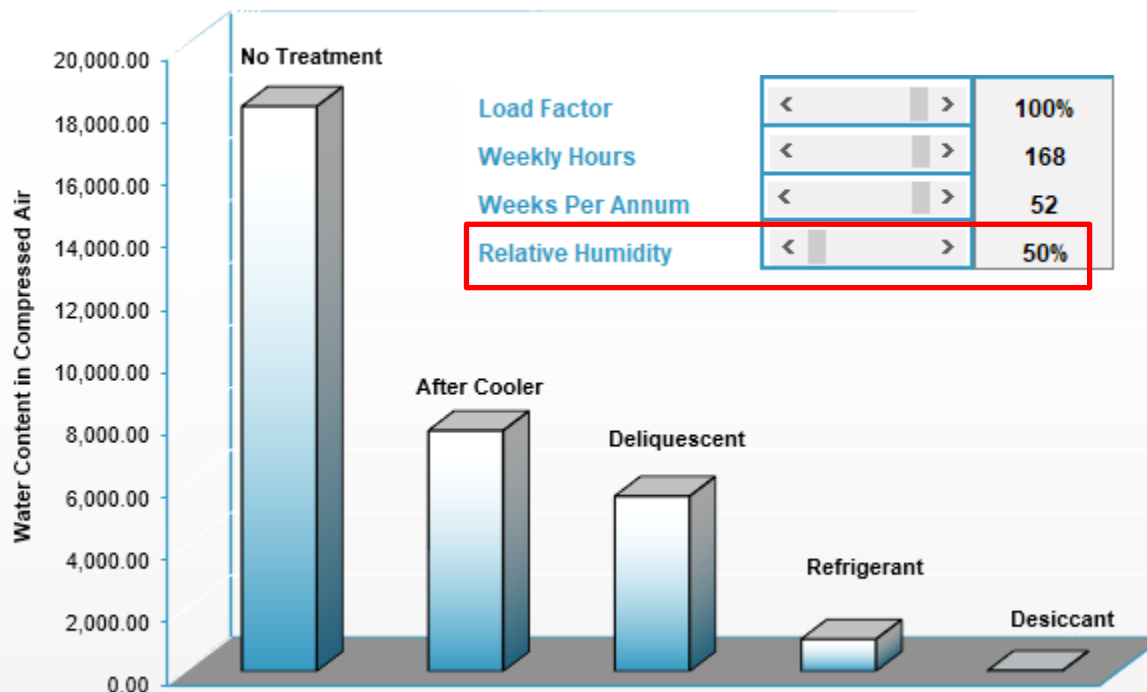 No Treatment
20,000.00
18,000.00
16,000.00
14,000.00
12,000.00
10,000.00
8,000.00
6,000.00
4,000.00
2,000.00
0.00
Water Content in Compressed Air
Load Factor < > 100%
Weekly Hours < > 168
Weeks Per Annum < > 52
Relative Humidity < > 50%
After Cooler
Deliquescent
Refrigerant
Desiccant